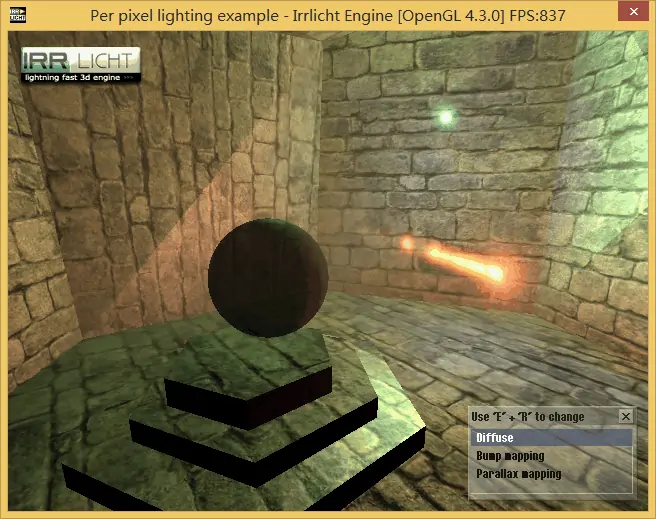 Per pixel lighting example - Irrlicht Engine [OpenGL 4.3.0] FPS:837
IRR LICHT
lightning fast 3d engine >>>
Use 'E' + 'R' to change
Diffuse
Bump mapping
Parallax mapping